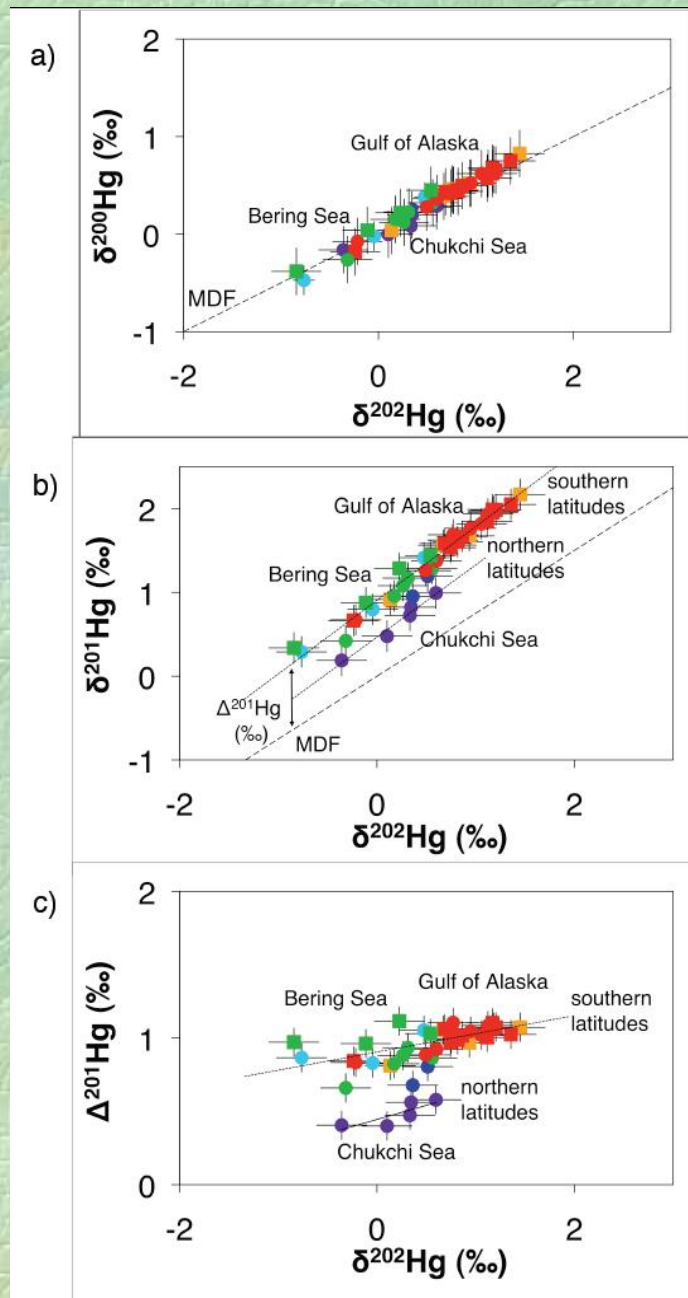 a)
2
1
0
-1
δ²⁰⁰Hg (‰)
Gulf of Alaska
Bering Sea
Chukchi Sea
MDF
-2
0
2
δ²⁰²Hg (‰)
b)
2
1
0
-1
δ²⁰¹Hg (‰)
southern
latitudes
Gulf of Alaska
northern
latitudes
Bering Sea
Chukchi Sea
Δ²⁰¹Hg
(‰)
MDF
-2
0
2
δ²⁰²Hg (‰)
c)
2
1
0
Δ²⁰¹Hg (‰)
Gulf of Alaska
Bering Sea
southern
latitudes
northern
latitudes
Chukchi Sea
-2
0
2
δ²⁰²Hg (‰)